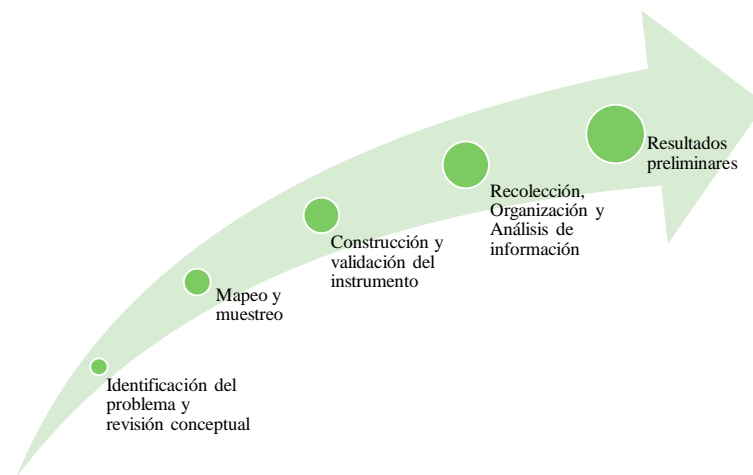 Identificación del
problema y
revisión conceptual
Mapeo y
muestreo
Construcción y
validación del
instrumento
Recolección,
Organización y
Análisis de
información
Resultados
preliminares